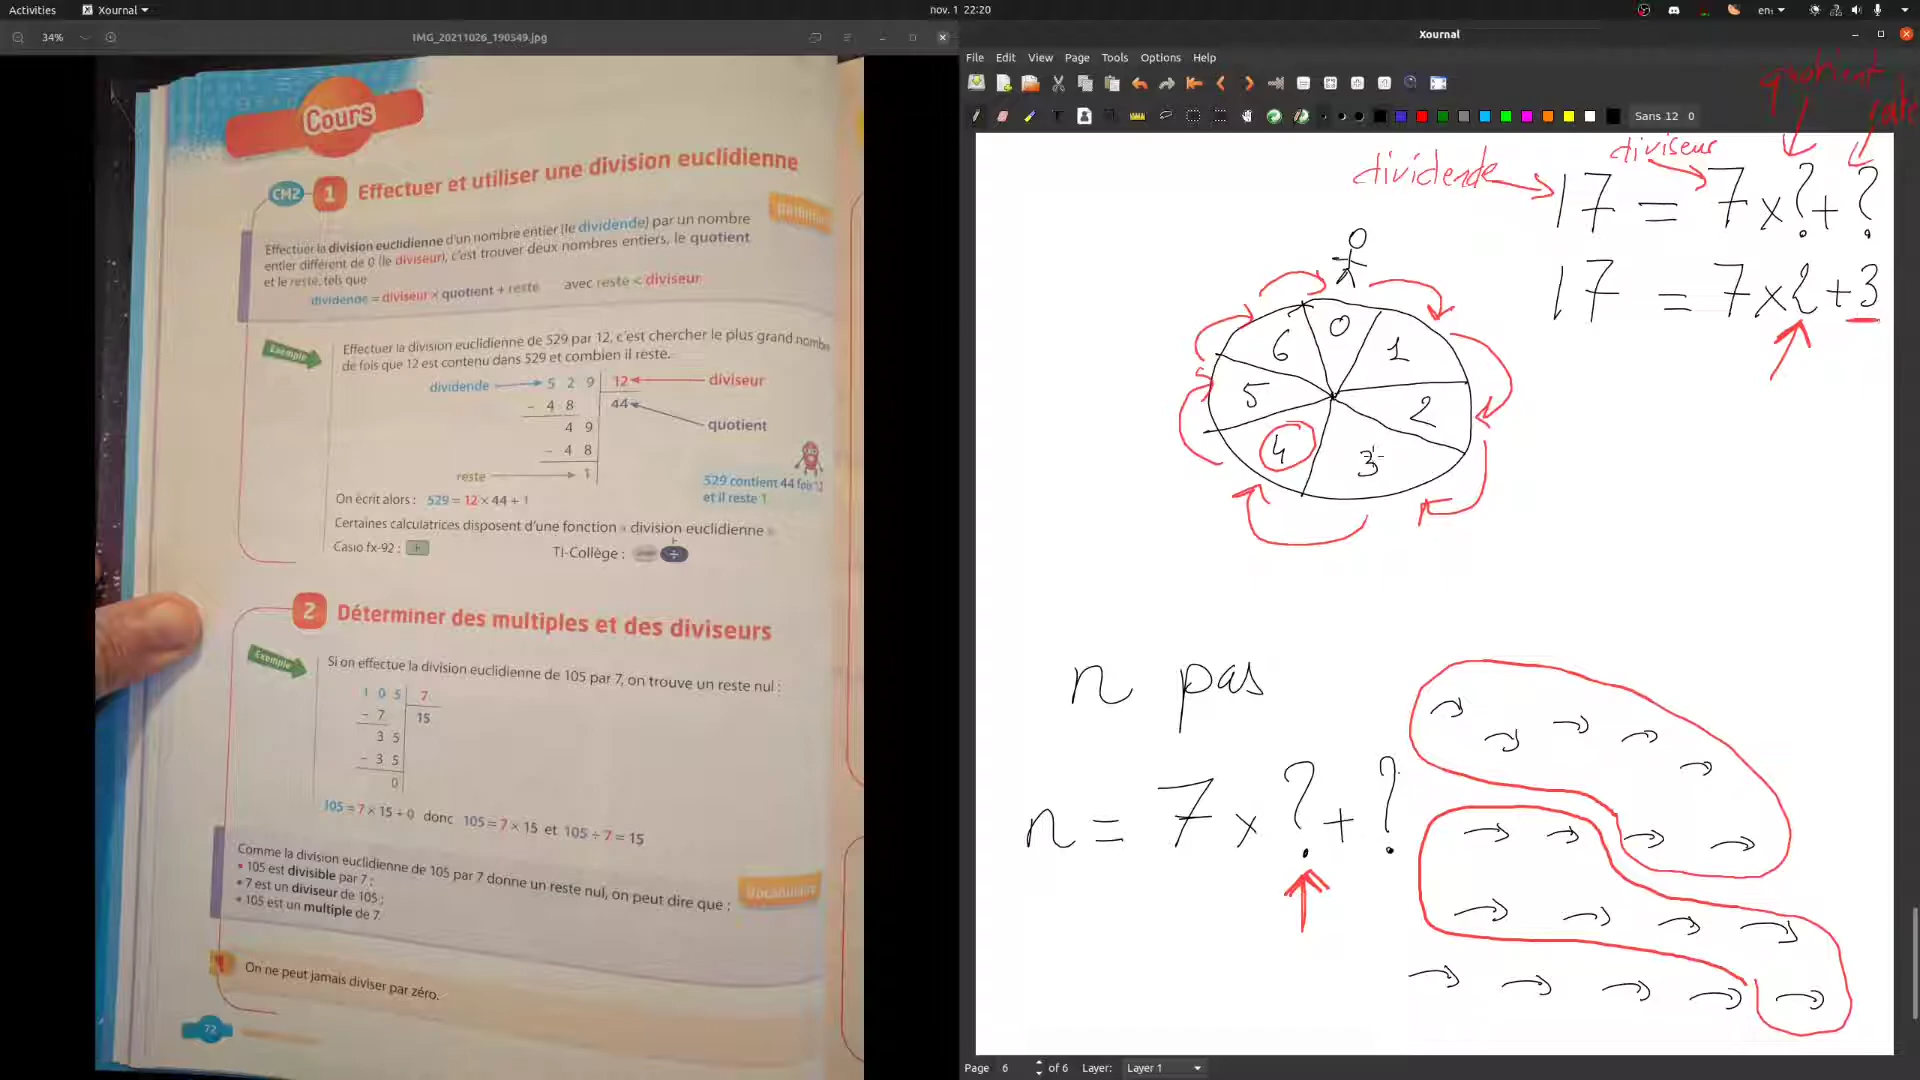 Activities
Xournal
nov. 1 22:20
en₁
34%
IMG_20211026_190549.jpg
Cours
CM2 1 Effectuer et utiliser une division euclidienne
Effectuer la division euclidienne d'un nombre entier (le dividende) par un nombre
entier différent de 0 (le diviseur), c'est trouver deux nombres entiers, le quotient
et le reste, tels que
dividende = diviseur × quotient + reste avec reste < diviseur
Exemple
Effectuer la division euclidienne de 529 par 12, c'est chercher le plus grand nombre
de fois que 12 est contenu dans 529 et combien il reste.
dividende 5 2 9 12 diviseur
- 4 8 44
4 9 quotient
- 4 8
reste 1
529 contient 44 fois 12
et il reste 1
On écrit alors : 529 = 12 × 44 + 1
Certaines calculatrices disposent d'une fonction « division euclidienne »
Casio fx-92 : TI-Collège : ÷
2 Déterminer des multiples et des diviseurs
Exemple
Si on effectue la division euclidienne de 105 par 7, on trouve un reste nul :
1 0 5 7
- 7 15
3 5
- 3 5
0
105 = 7 × 15 + 0 donc 105 = 7 × 15 et 105 ÷ 7 = 15
Comme la division euclidienne de 105 par 7 donne un reste nul, on peut dire que :
• 105 est divisible par 7 ;
• 7 est un diviseur de 105 ;
• 105 est un multiple de 7.
Vocabulaire
On ne peut jamais diviser par zéro.
72
Xournal
File Edit View Page Tools Options Help
Sans 12 0
quotient
dividende diviseur
17 = 7 × ? + ?
17 = 7 × 2 + 3
0
1
2
3
4
5
6
n pas
n = 7 × ? + ?
Page 6 of 6 Layer: Layer 1